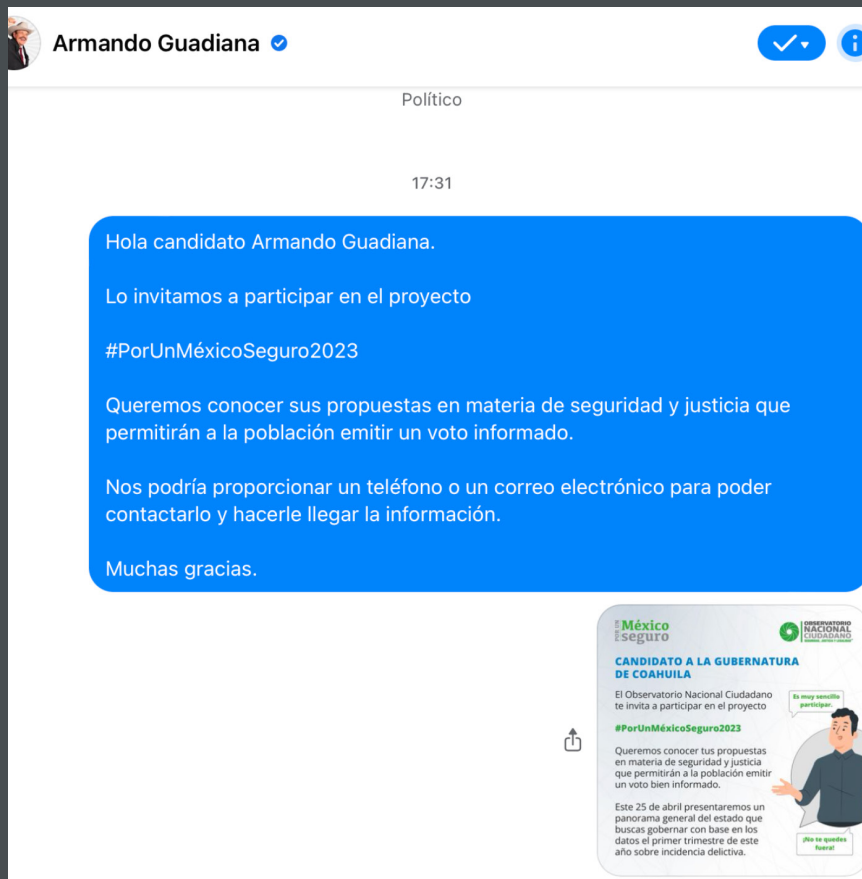 Armando Guadiana
Político
17:31
Hola candidato Armando Guadiana.
Lo invitamos a participar en el proyecto
#PorUnMéxicoSeguro2023
Queremos conocer sus propuestas en materia de seguridad y justicia que
permitirán a la población emitir un voto informado.
Nos podría proporcionar un teléfono o un correo electrónico para poder
contactarlo y hacerle llegar la información.
Muchas gracias.
POR UN
México
seguro
OBSERVATORIO
NACIONAL
CIUDADANO
CANDIDATO A LA GUBERNATURA
DE COAHUILA
El Observatorio Nacional Ciudadano
te invita a participar en el proyecto
#PorUnMéxicoSeguro2023
Queremos conocer tus propuestas
en materia de seguridad y justicia
que permitirán a la población emitir
un voto bien informado.
Este 25 de abril presentaremos un
panorama general del estado que
buscas gobernar con base en los
datos el primer trimestre de este
año sobre incidencia delictiva.
Es muy sencillo
participar.
¡No te quedes
fuera!